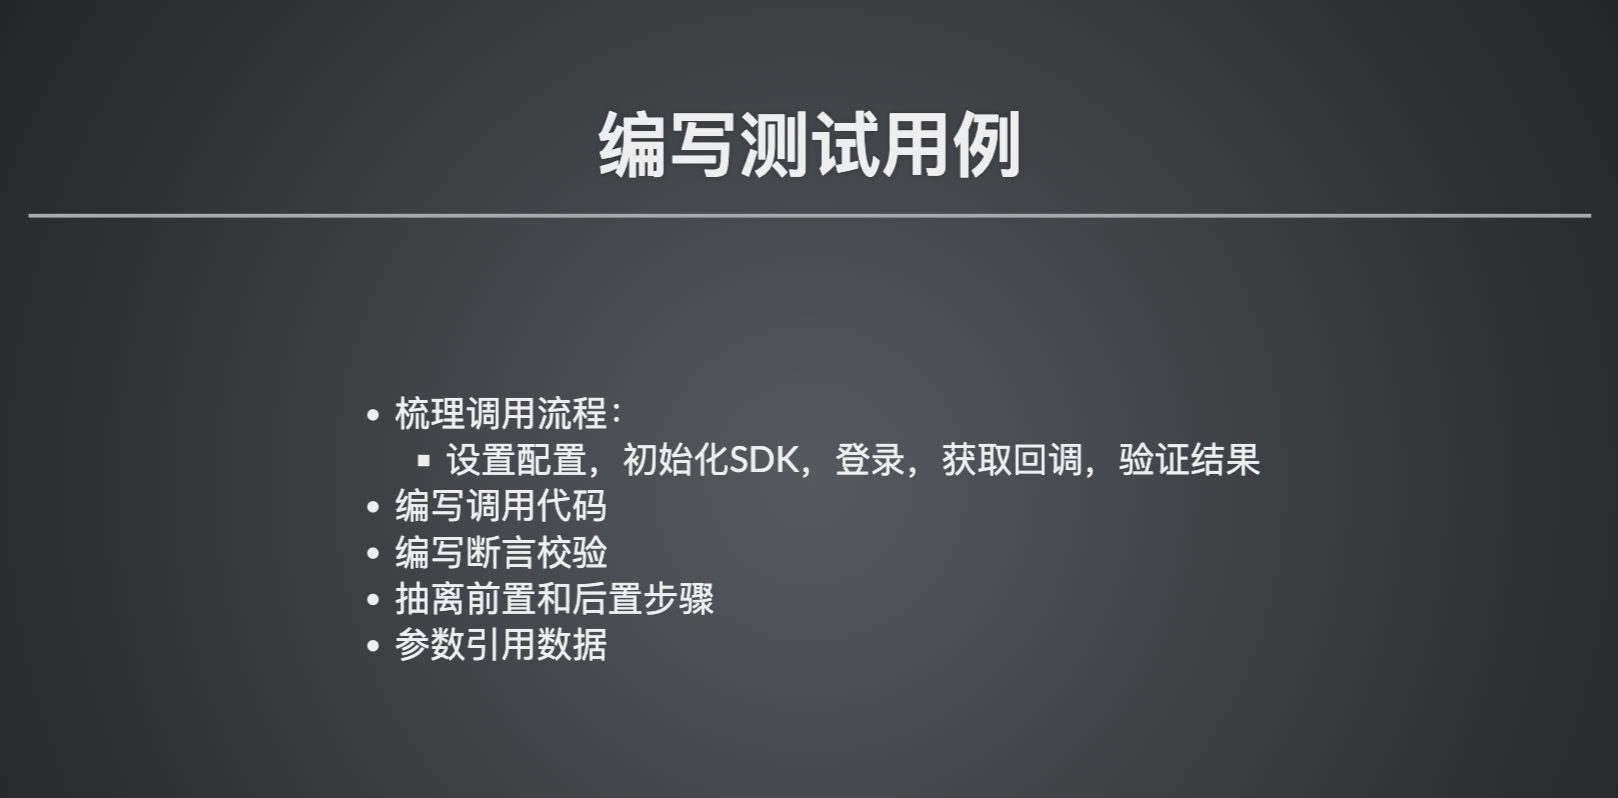 编写测试用例
梳理调用流程：
设置配置，初始化SDK，登录，获取回调，验证结果
编写调用代码
编写断言校验
抽离前置和后置步骤
参数引用数据